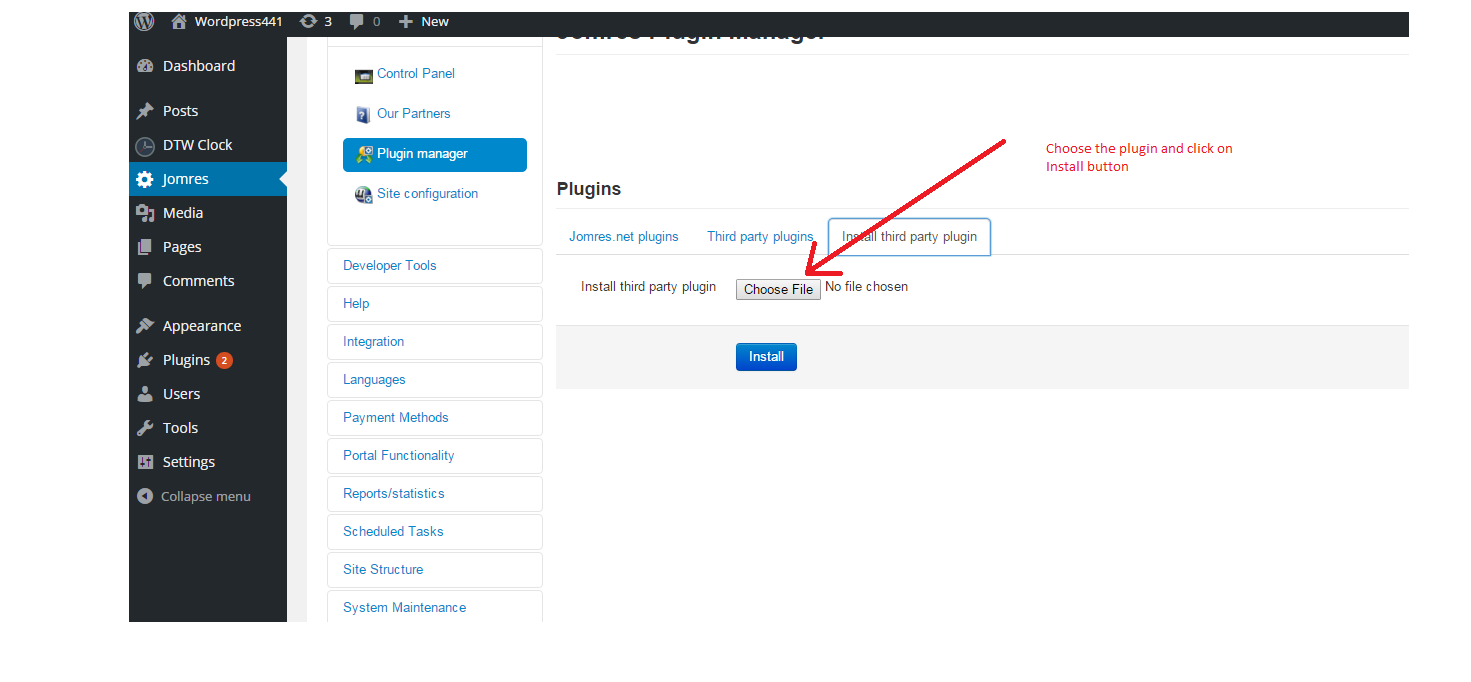 Wordpress441 3 0 New
Jomres Plugin Manager
Dashboard
Posts
DTW Clock
Jomres
Media
Pages
Comments
Appearance
Plugins 2
Users
Tools
Settings
Collapse menu
Control Panel
Our Partners
Plugin manager
Site configuration
Developer Tools
Help
Integration
Languages
Payment Methods
Portal Functionality
Reports/statistics
Scheduled Tasks
Site Structure
System Maintenance
Choose the plugin and click on
Install button
Plugins
Jomres.net plugins Third party plugins Install third party plugin
Install third party plugin Choose File No file chosen
Install